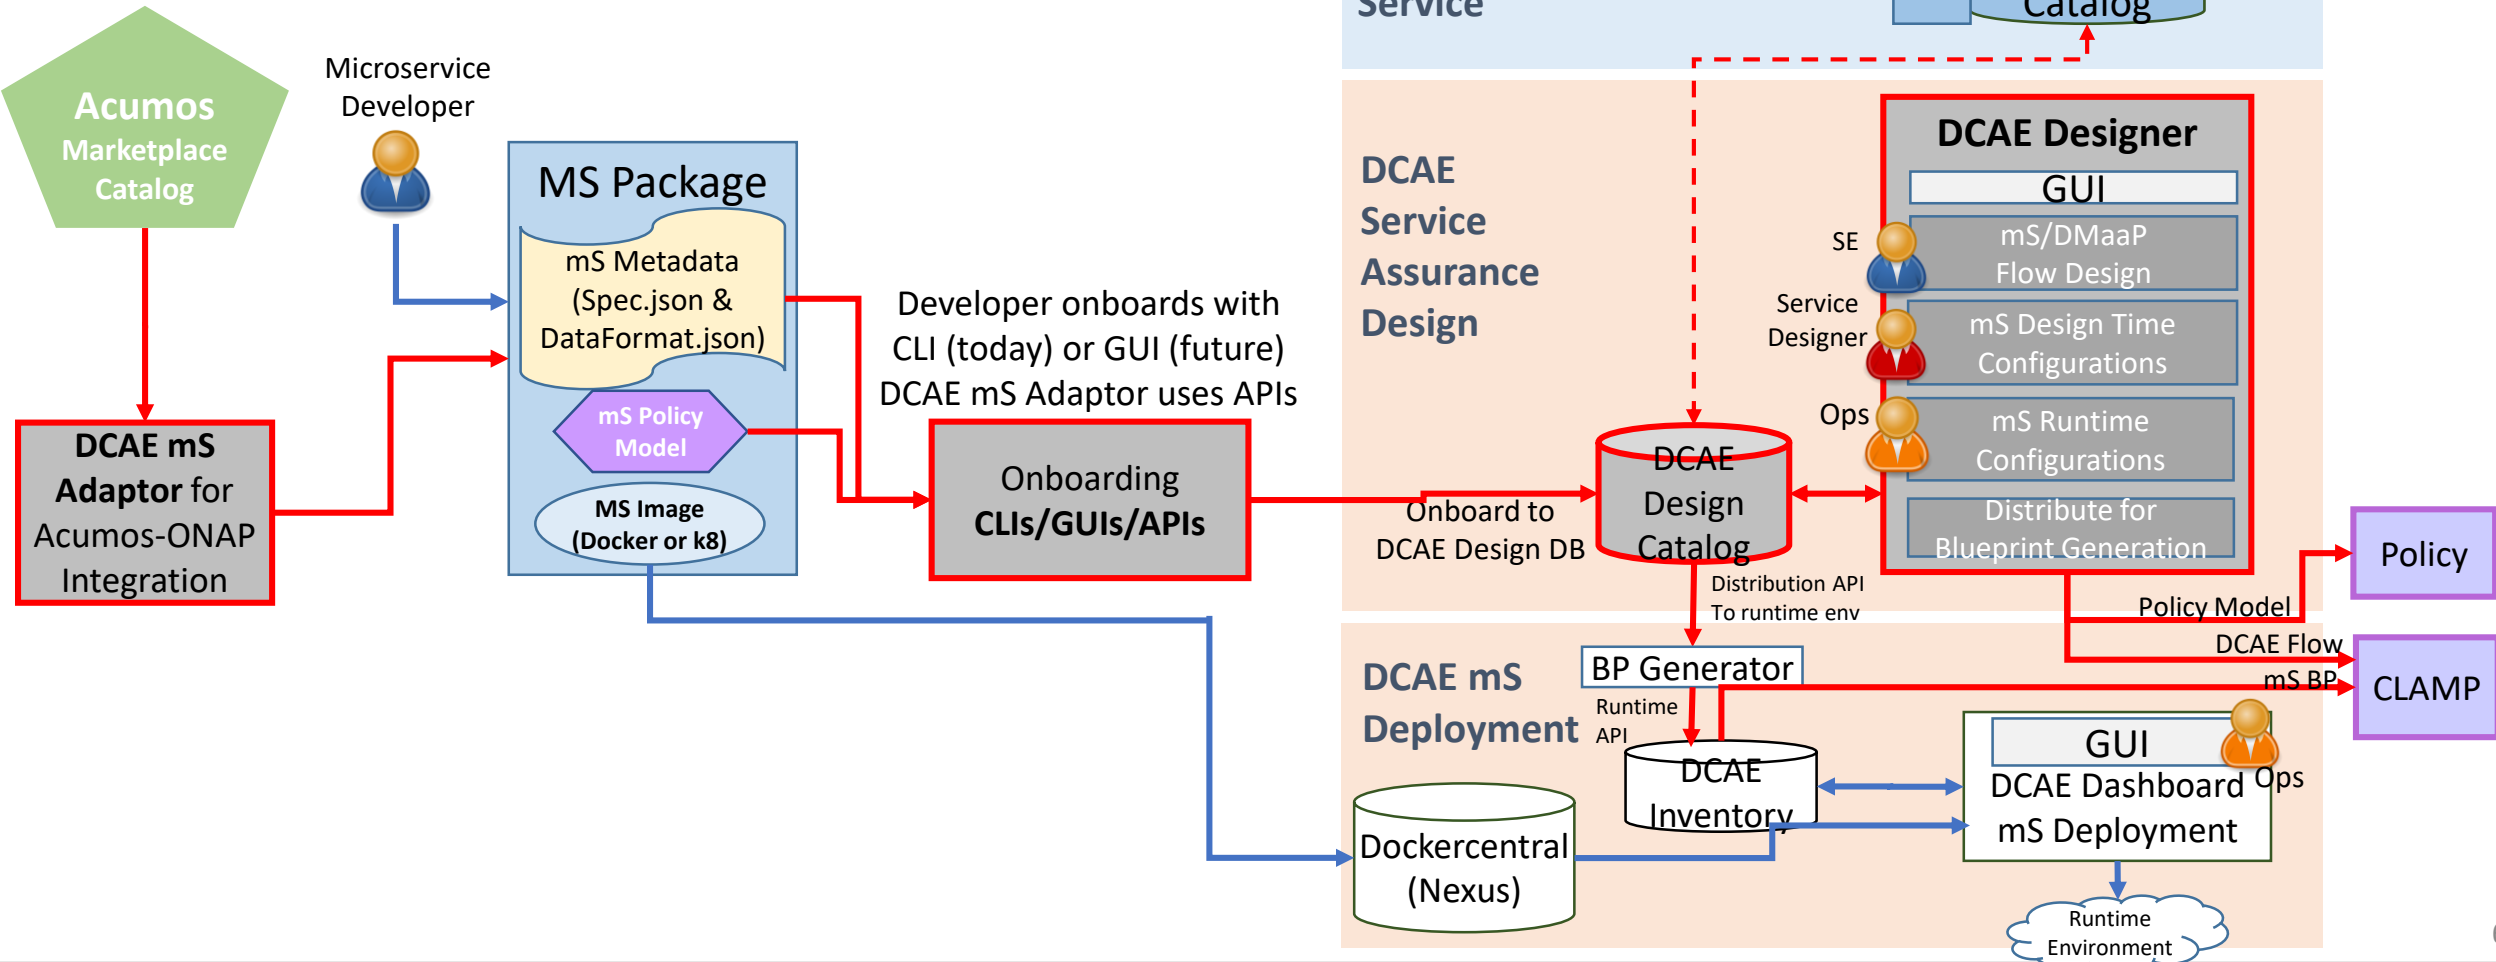 Service
Catalog
Acumos
Marketplace
Catalog
Microservice
Developer
MS Package
mS Metadata
(Spec.json &
DataFormat.json)
mS Policy
Model
MS Image
(Docker or k8)
DCAE mS
Adaptor for
Acumos-ONAP
Integration
Developer onboards with
CLI (today) or GUI (future)
DCAE mS Adaptor uses APIs
Onboarding
CLIs/GUIs/APIs
DCAE
Service
Assurance
Design
Onboard to
DCAE Design DB
DCAE
Design
Catalog
DCAE Designer
GUI
SE
mS/DMaaP
Flow Design
Service
Designer
mS Design Time
Configurations
Ops
mS Runtime
Configurations
Distribute for
Blueprint Generation
Distribution API
To runtime env
Policy Model
Policy
DCAE Flow
mS BP
CLAMP
DCAE mS
Deployment
BP Generator
Runtime
API
DCAE
Inventory
GUI
Ops
DCAE Dashboard
mS Deployment
Dockercentral
(Nexus)
Runtime
Environment